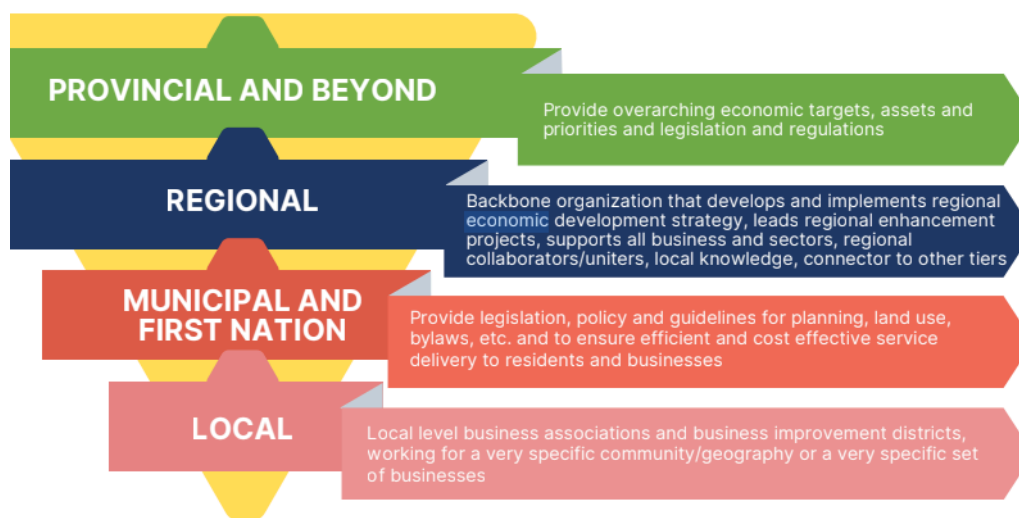 PROVINCIAL AND BEYOND
Provide overarching economic targets, assets and
priorities and legislation and regulations
REGIONAL
Backbone organization that develops and implements regional
economic development strategy, leads regional enhancement
projects, supports all business and sectors, regional
collaborators/uniters, local knowledge, connector to other tiers
MUNICIPAL AND
FIRST NATION
Provide legislation, policy and guidelines for planning, land use,
bylaws, etc. and to ensure efficient and cost effective service
delivery to residents and businesses
LOCAL
Local level business associations and business improvement districts,
working for a very specific community/geography or a very specific set
of businesses